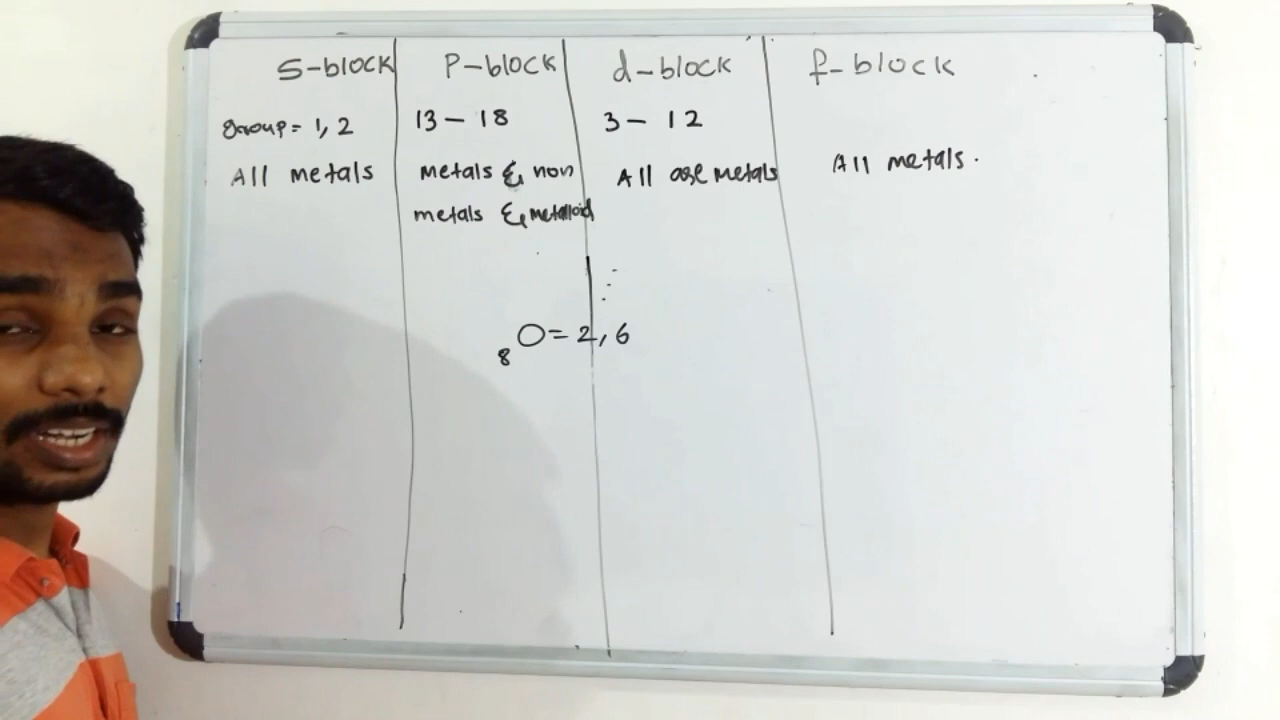 S-block P-block d-block f-block
group= 1, 2 13 - 18 3 - 12
All metals metals & non All are metals All metals.
metals & metalloid
8O= 2, 6